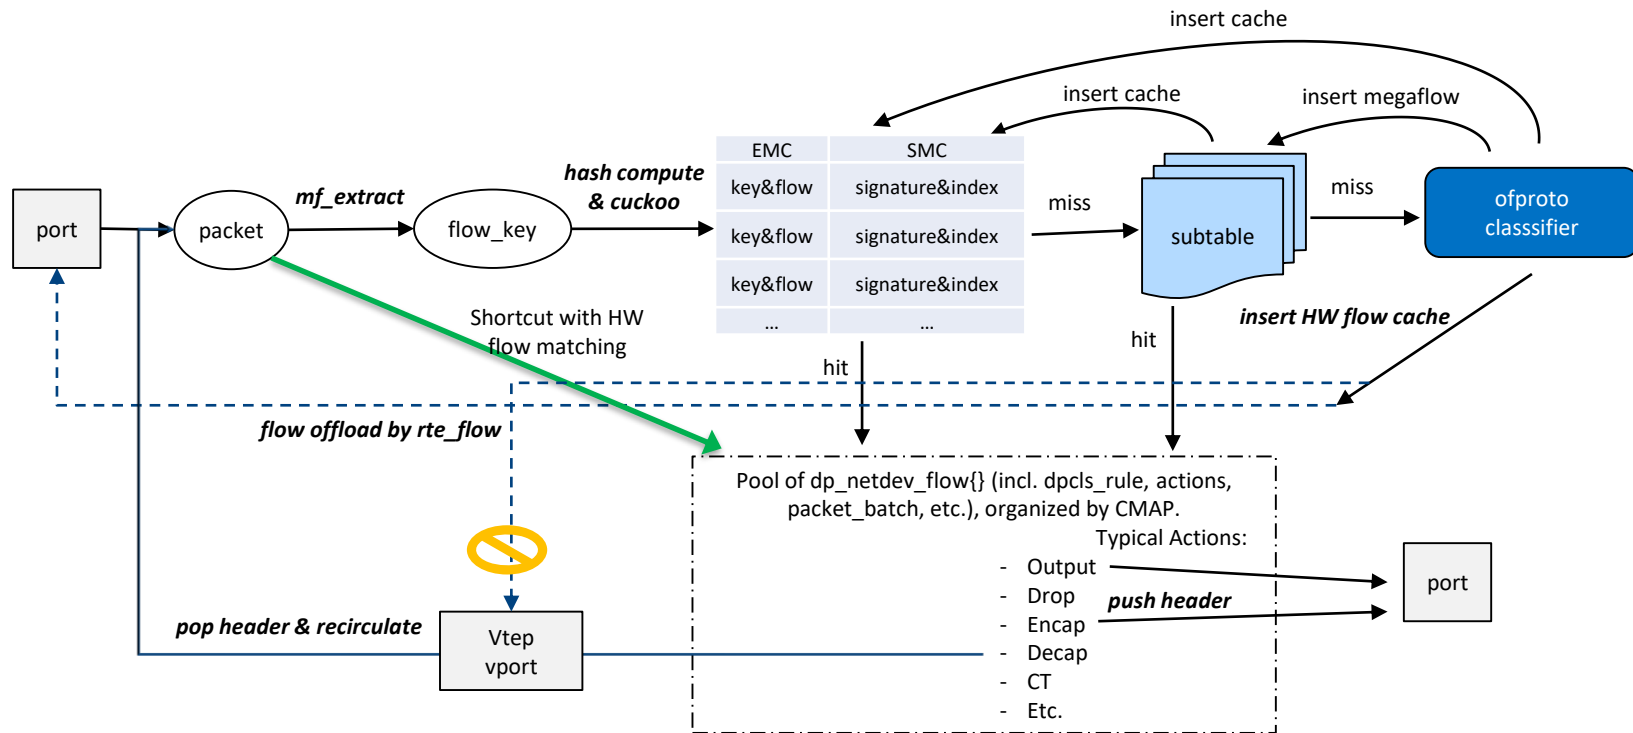 insert cache
insert cache
insert megaflow
EMC SMC
key&flow signature&index
key&flow signature&index
key&flow signature&index
... ...
hash compute
& cuckoo
mf_extract
port
packet
flow_key
miss
subtable
miss
ofproto
classsifier
Shortcut with HW
flow matching
hit
hit
insert HW flow cache
flow offload by rte_flow
Pool of dp_netdev_flow{} (incl. dpcls_rule, actions,
packet_batch, etc.), organized by CMAP.
Typical Actions:
- Output
- Drop
- Encap
- Decap
- CT
- Etc.
push header
port
pop header & recirculate
Vtep
vport